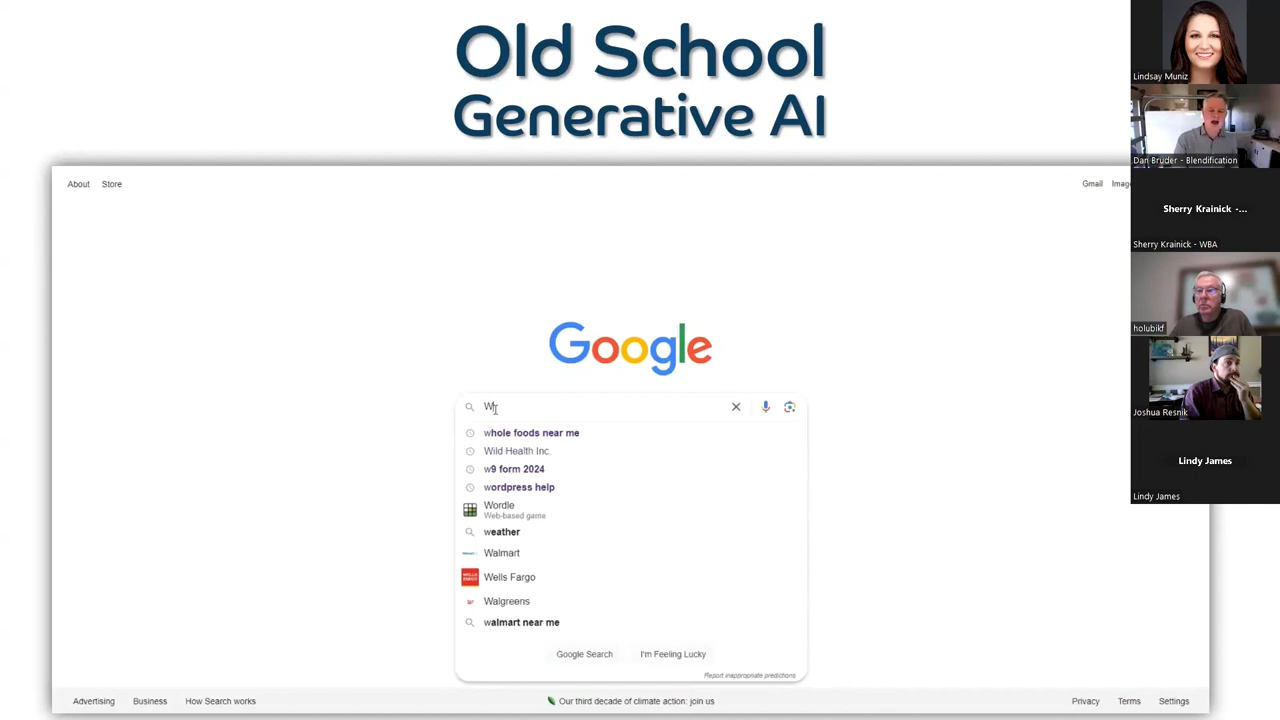 Old School
Generative AI
About Store
Gmail Imag
Google
W
whole foods near me
Wild Health Inc.
w9 form 2024
wordpress help
Wordle
Web-based game
weather
Walmart
Wells Fargo
Walgreens
walmart near me
Google Search I'm Feeling Lucky
Report inappropriate predictions
Advertising Business How Search works
Our third decade of climate action: join us
Privacy Terms Settings
Lindsay Muniz
Dan Bruder - Blendification
Sherry Krainick -...
Sherry Krainick - WBA
holubikf
Joshua Resnik
Lindy James
Lindy James